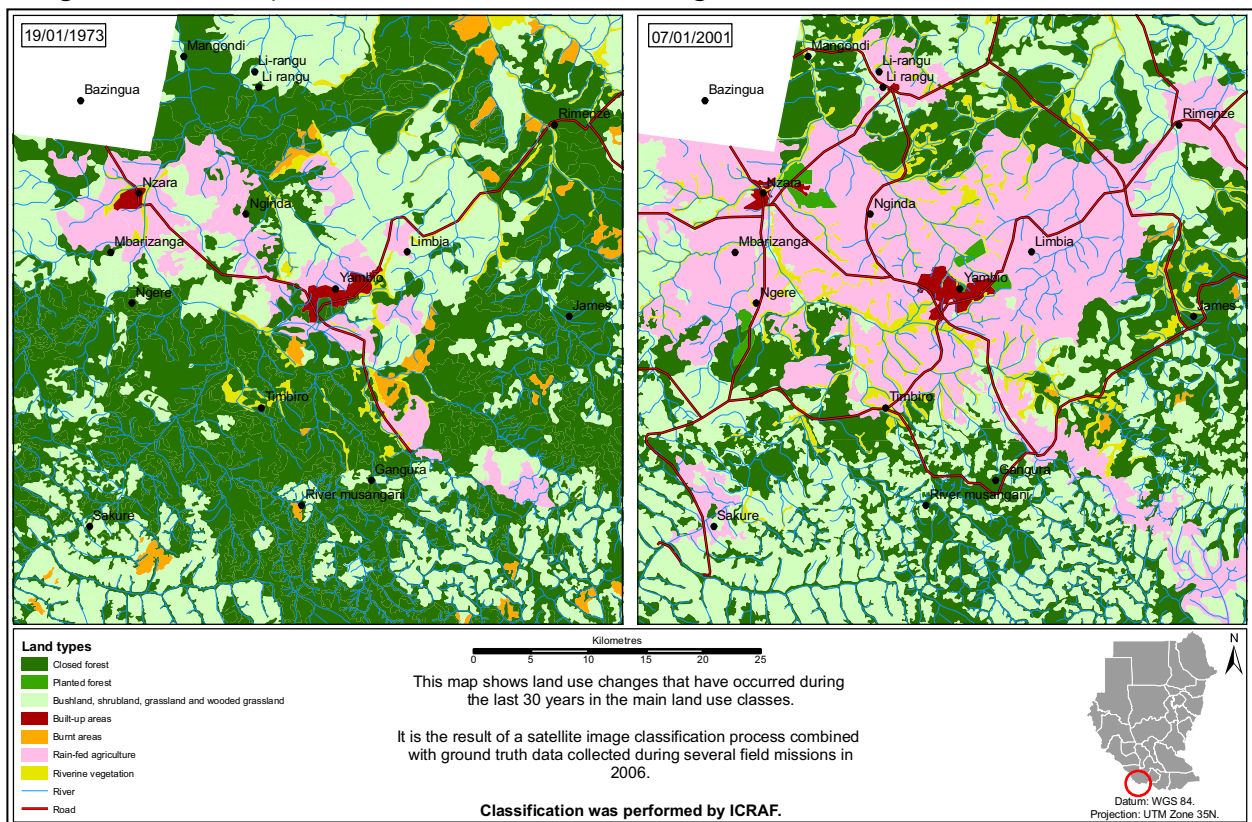 19/01/1973
Mangondi
Li-rangu
Li rangu
Bazingua
Rimenze
Nzara
Nginda
Mbarizanga
Limbia
Yambio
Ngere
James
Timbiro
Gangura
River musangani
Sakure
07/01/2001
Mangondi
Li-rangu
Li rangu
Bazingua
Rimenze
Nzara
Nginda
Mbarizanga
Limbia
Yambio
Ngere
James
Timbiro
Gangura
River musangani
Sakure
Land types
Closed forest
Planted forest
Bushland, shrubland, grassland and wooded grassland
Built-up areas
Burnt areas
Rain-fed agriculture
Riverine vegetation
River
Road
Kilometres
0 5 10 15 20 25
This map shows land use changes that have occurred during
the last 30 years in the main land use classes.
It is the result of a satellite image classification process combined
with ground truth data collected during several field missions in
2006.
Classification was performed by ICRAF.
N
Datum: WGS 84.
Projection: UTM Zone 35N.